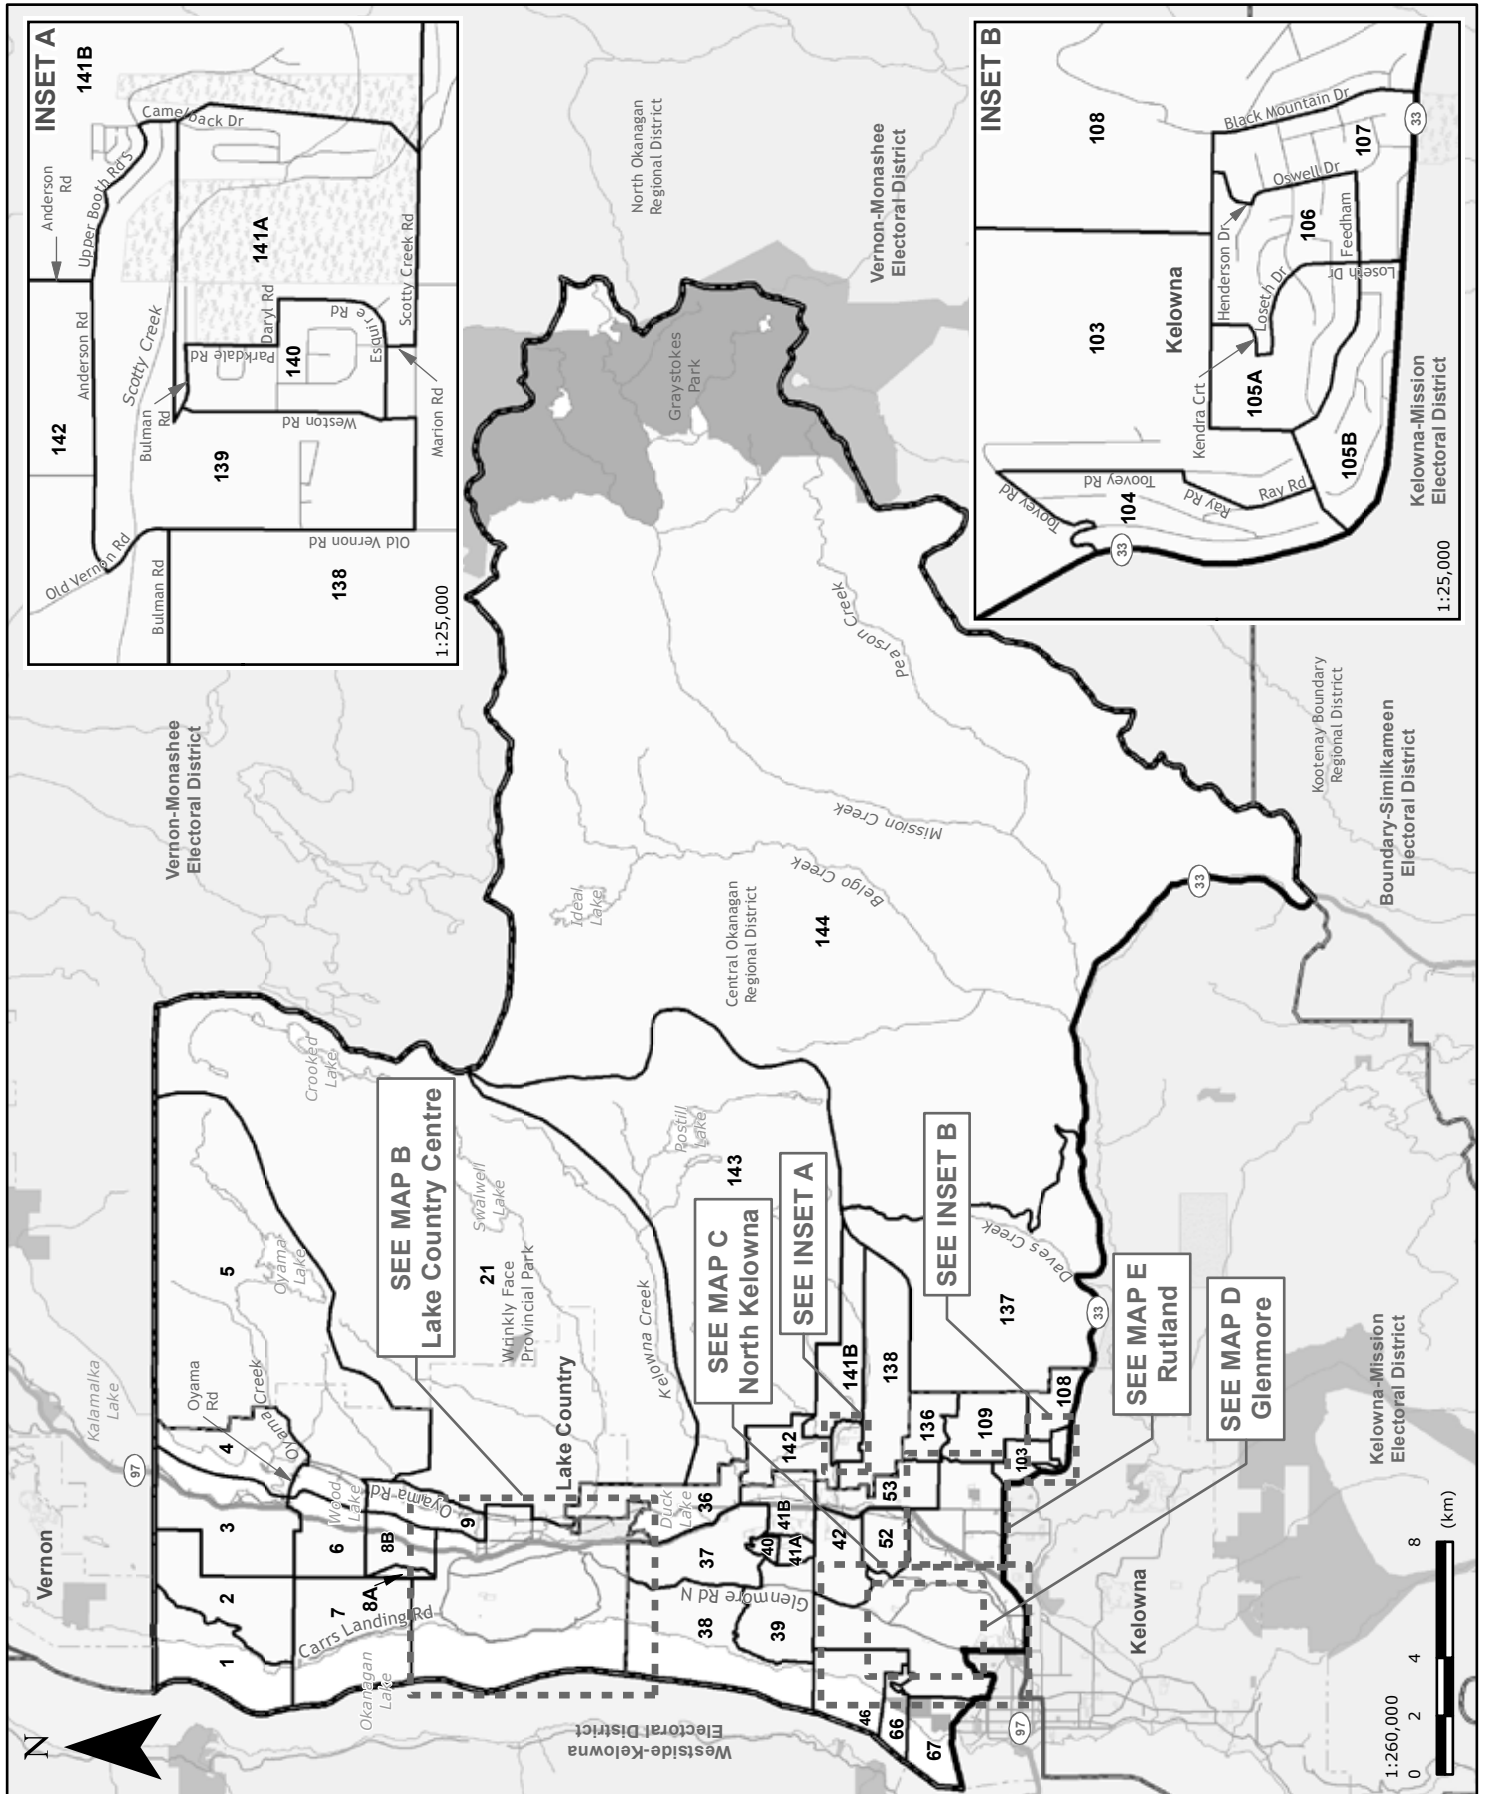 INSET A
141B
Camelback Dr
Upper Booth Rd S
Anderson
Rd
Anderson Rd
142
Scotty Creek
141A
Daryl Rd
Parkdale Rd
140
Esquire Rd
Scotty Creek Rd
Marion Rd
Bulman
Rd
Weston Rd
139
Old Vernon Rd
Old Vernon Rd
Bulman Rd
138
1:25,000
INSET B
108
Black Mountain Dr
33
107
Oswell Dr
106
Feedham
Henderson Dr
Loseth Dr
Loseth Dr
103
Kelowna
Kendra Crt
105A
105B
Toovey Rd
Toovey Rd
Ray Rd
Ray Rd
104
33
Kelowna-Mission
Electoral District
1:25,000
North Okanagan
Regional District
Vernon-Monashee
Electoral District
Graystokes
Park
Vernon-Monashee
Electoral District
Pearson Creek
Mission Creek
Belgo Creek
Ideal
Lake
Central Okanagan
Regional District
144
Kootenay Boundary
Regional District
Boundary-Similkameen
Electoral District
33
Crooked
Lake
SEE MAP B
Lake Country Centre
Postill
Lake
143
SEE INSET A
SEE MAP C
North Kelowna
SEE INSET B
Daves Creek
137
33
SEE MAP E
Rutland
SEE MAP D
Glenmore
Kelowna-Mission
Electoral District
Swalwell
Lake
21
Wrinkly Face
Provincial Park
Kelowna Creek
Lake Country
5
Oyama
Lake
Oyama Creek
Oyama
Rd
Kalamalka
Lake
97
4
3
Wood
Lake
Oyama Rd
9
6
8B
8A
2
7
Carrs Landing Rd
1
Vernon
Okanagan
Lake
Duck
Lake
36
142
141B
138
136
109
108
103
53
41B
40
41A
42
52
37
Glenmore Rd N
38
39
46
66
67
97
Kelowna
Westside-Kelowna
Electoral District
N
1:260,000
0
2
4
8
(km)